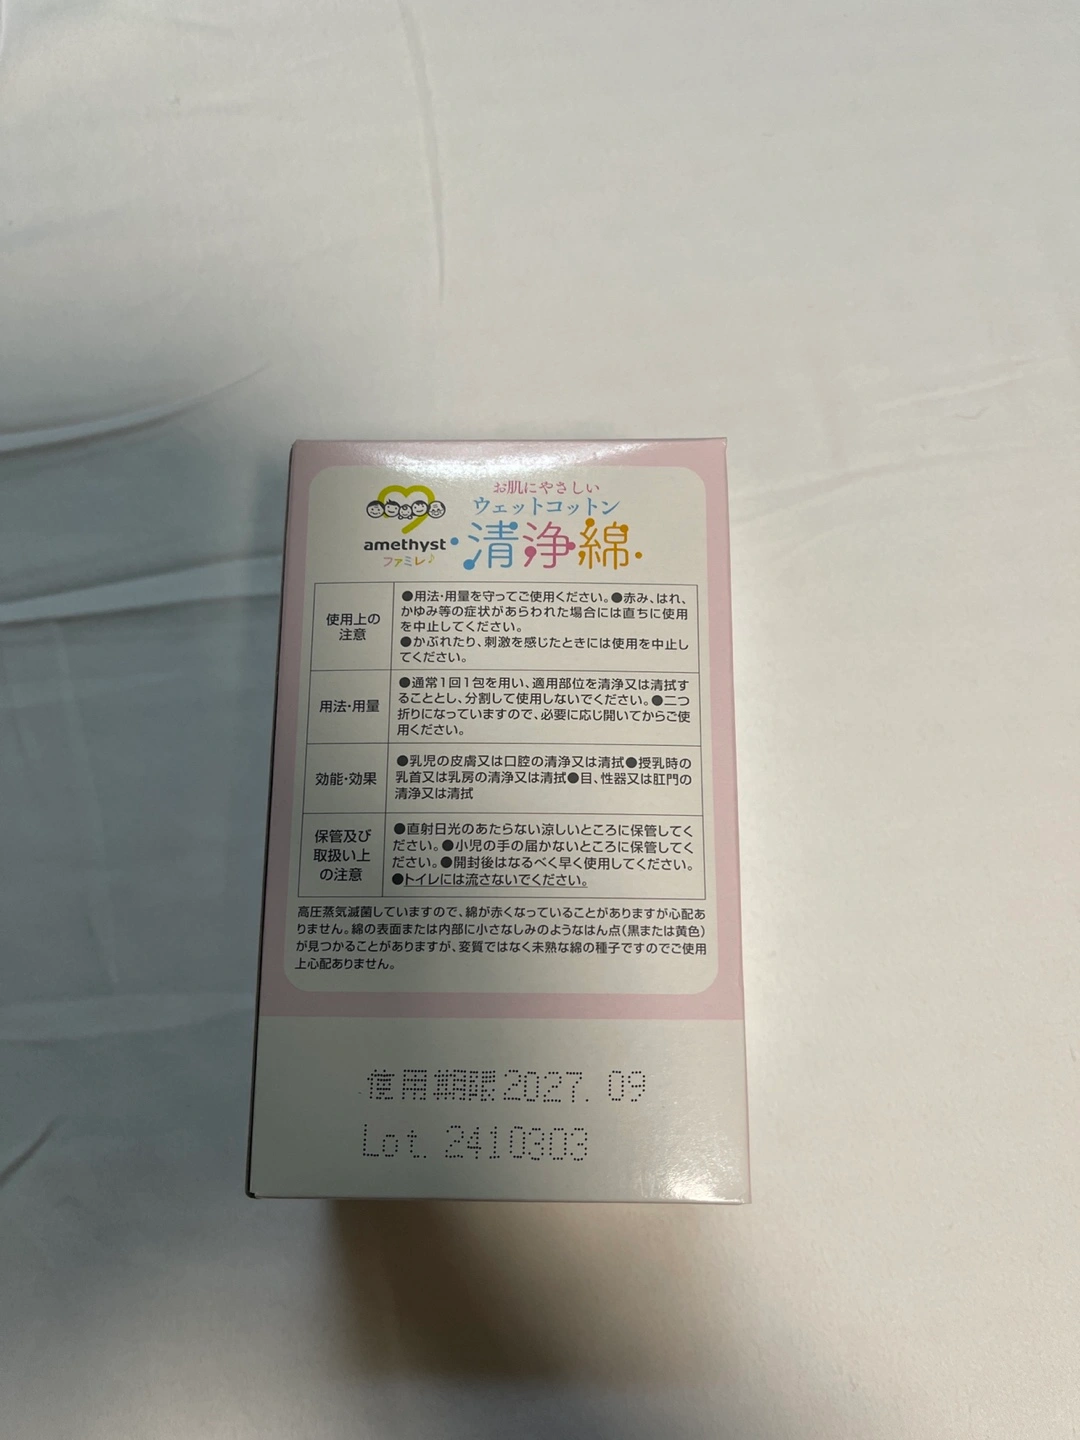 お肌にやさしい
ウェットコットン
清浄綿
amethyst
ファミレ♪
使用上の
注意
●用法・用量を守ってご使用ください。●赤み、はれ、
かゆみ等の症状があらわれた場合には直ちに使用
を中止してください。
●かぶれたり、刺激を感じたときには使用を中止し
てください。
用法・用量
●通常1回1包を用い、適用部位を清浄又は清拭す
ることとし、分割して使用しないでください。●二つ
折りになっていますので、必要に応じ開いてからご使
用ください。
効能・効果
●乳児の皮膚又は口腔の清浄又は清拭●授乳時の
乳首又は乳房の清浄又は清拭●目、性器又は肛門の
清浄又は清拭
保管及び
取扱い上
の注意
●直射日光のあたらない涼しいところに保管してく
ださい。●小児の手の届かないところに保管してく
ださい。●開封後はなるべく早く使用してください。
●トイレには流さないでください。
高圧蒸気滅菌していますので、綿が赤くなっていることがありますが心配あ
りません。綿の表面または内部に小さなしみのようなはん点(黒または黄色)
が見つかることがありますが、変質ではなく未熟な綿の種子ですのでご使用
上心配ありません。
使用期限2027.09
Lot.2410303